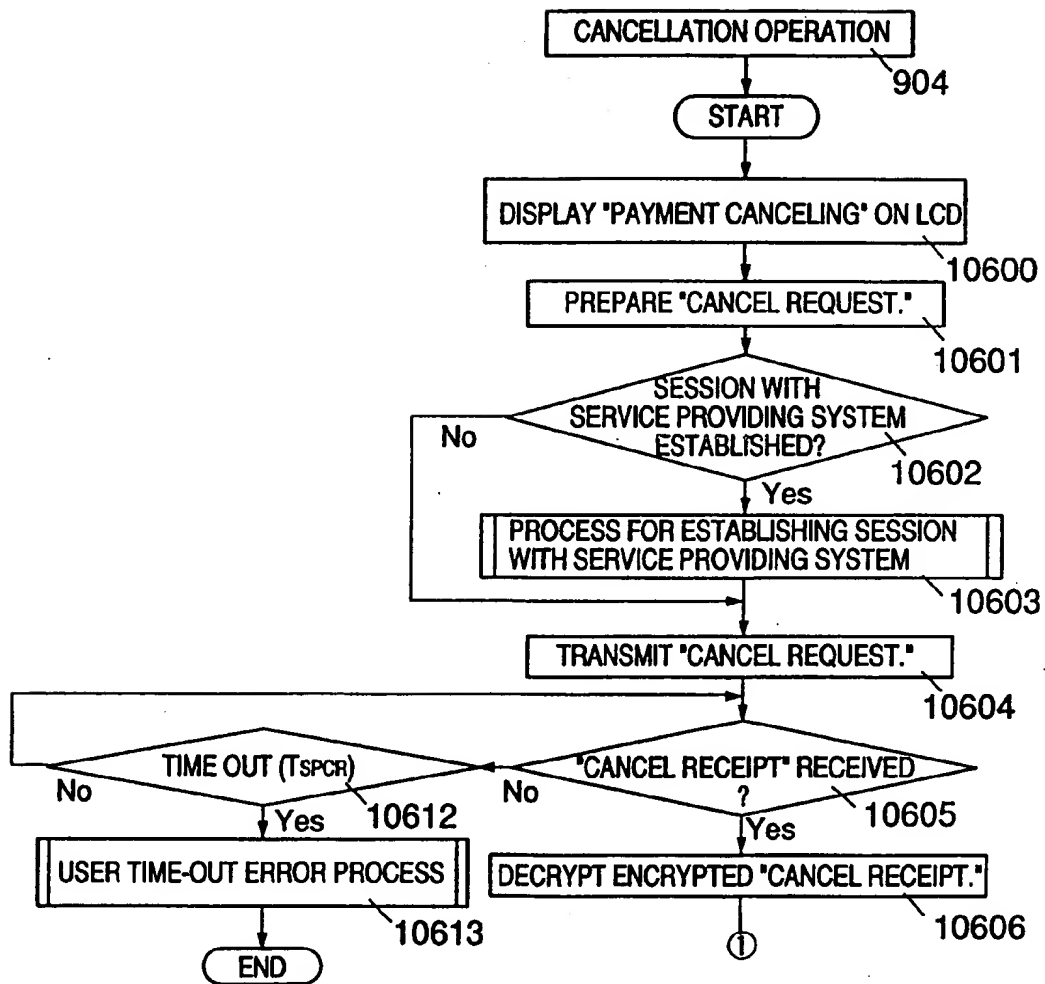 CANCELLATION OPERATION
904
START
DISPLAY "PAYMENT CANCELING" ON LCD
10600
PREPARE "CANCEL REQUEST."
10601
SESSION WITH
SERVICE PROVIDING SYSTEM
ESTABLISHED?
10602
No
Yes
PROCESS FOR ESTABLISHING SESSION
WITH SERVICE PROVIDING SYSTEM
10603
TRANSMIT "CANCEL REQUEST."
10604
"CANCEL RECEIPT" RECEIVED
?
10605
No
Yes
TIME OUT (TSPCR)
10612
No
Yes
USER TIME-OUT ERROR PROCESS
10613
END
DECRYPT ENCRYPTED "CANCEL RECEIPT."
10606
①